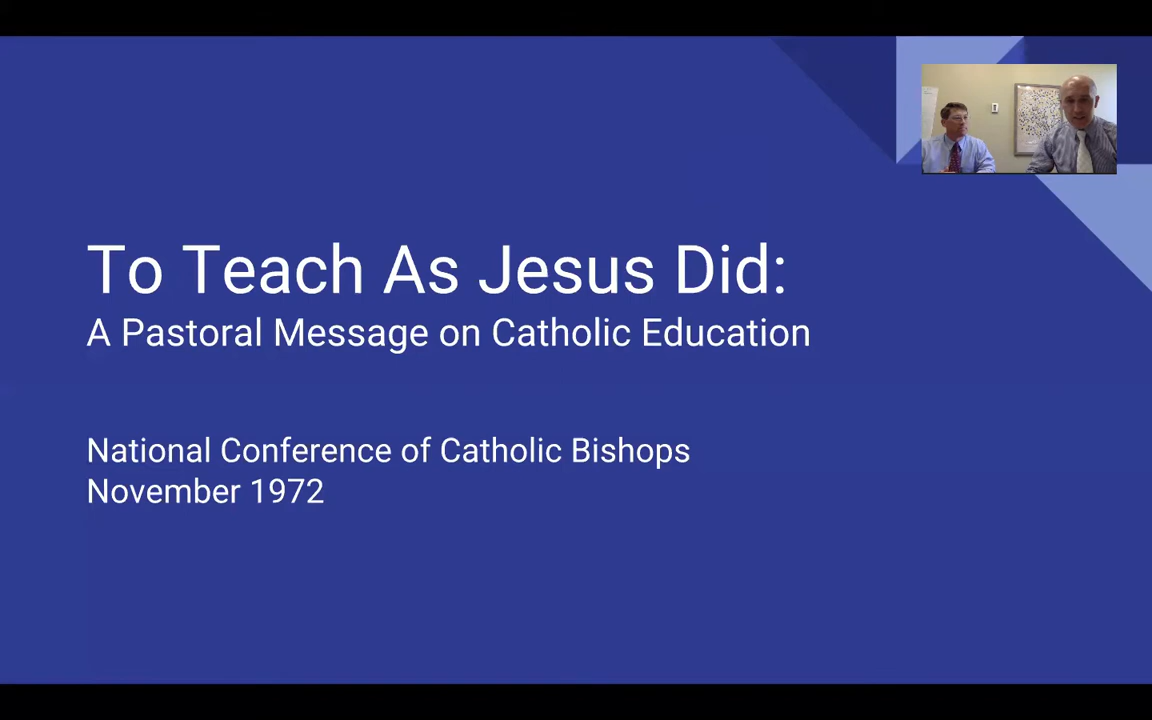 To Teach As Jesus Did:
A Pastoral Message on Catholic Education
National Conference of Catholic Bishops
November 1972